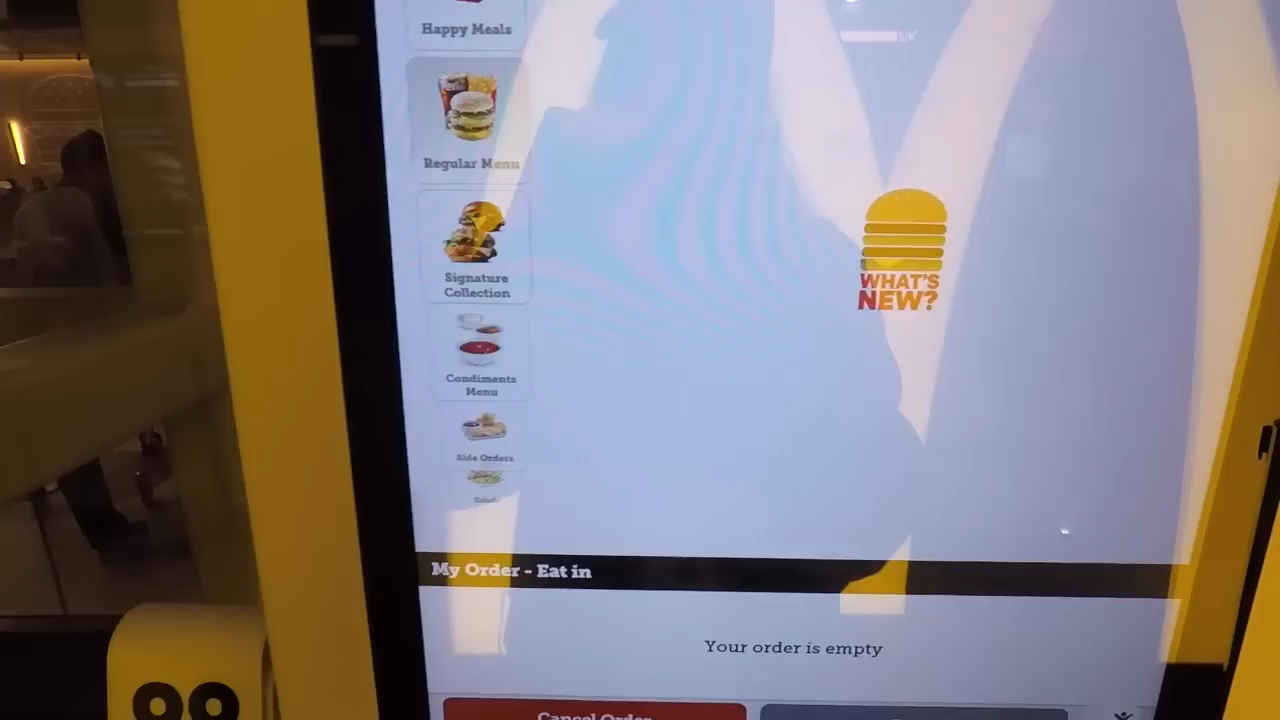 Happy Meals
Regular Menu
Signature
Collection
Condiments
Menu
Side Orders
WHAT'S
NEW?
My Order - Eat in
Your order is empty
Cancel Order
99